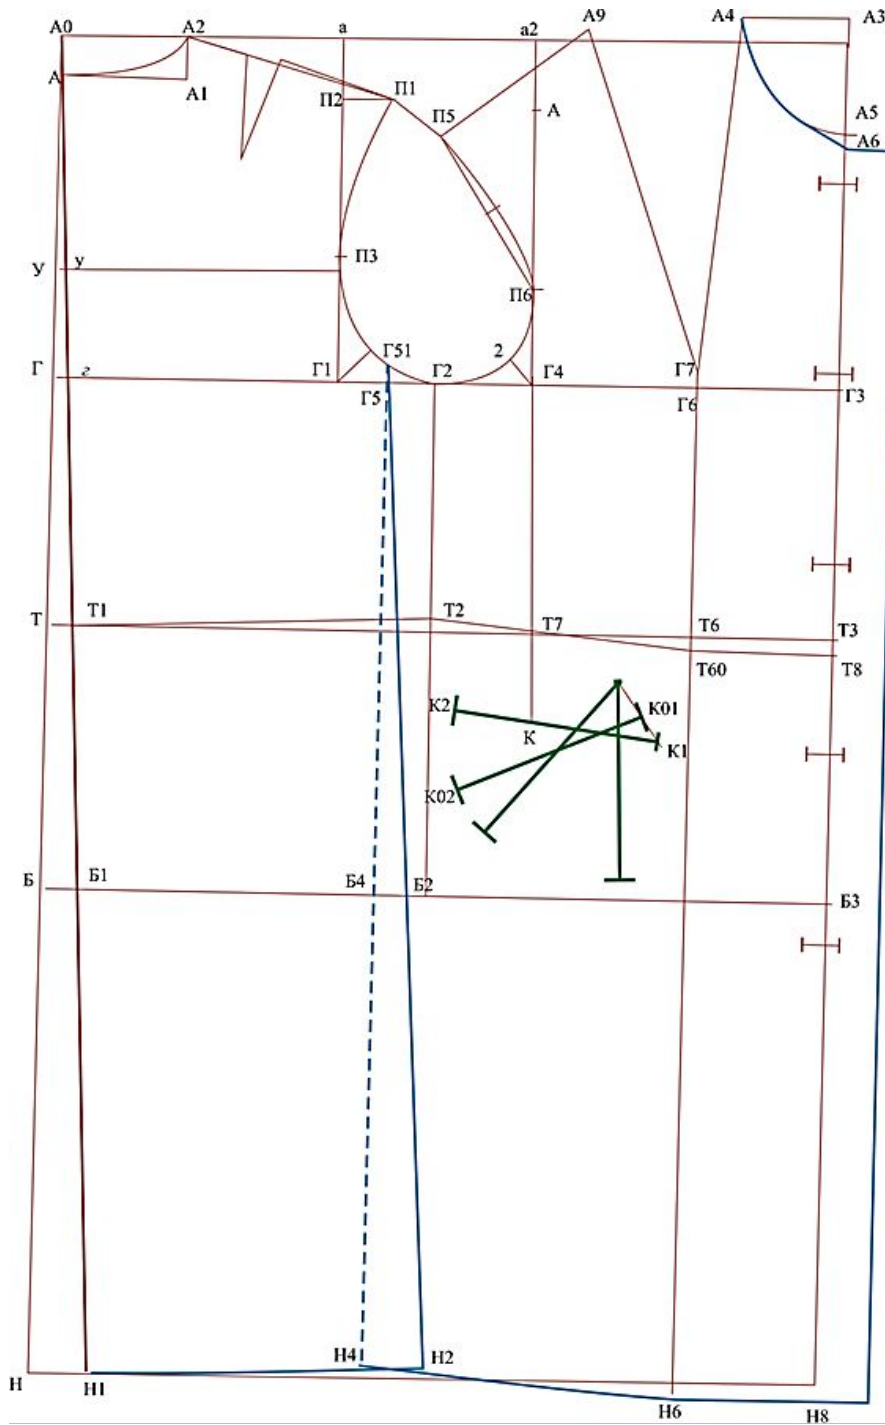 А0 А2 а а2 А9 А4 А3
А А1 П2 П1 П5 А А5
А6
У у П3 П6
Г г Г1 Г51 Г2 2 Г4 Г7
Г5 Г6 Г3
Т Т1 Т2 Т7 Т6 Т3
Т60 Т8
К2 К К01
К1
К02
Б Б1 Б4 Б2 Б3
Н4 Н2
Н Н1 Н6 Н8